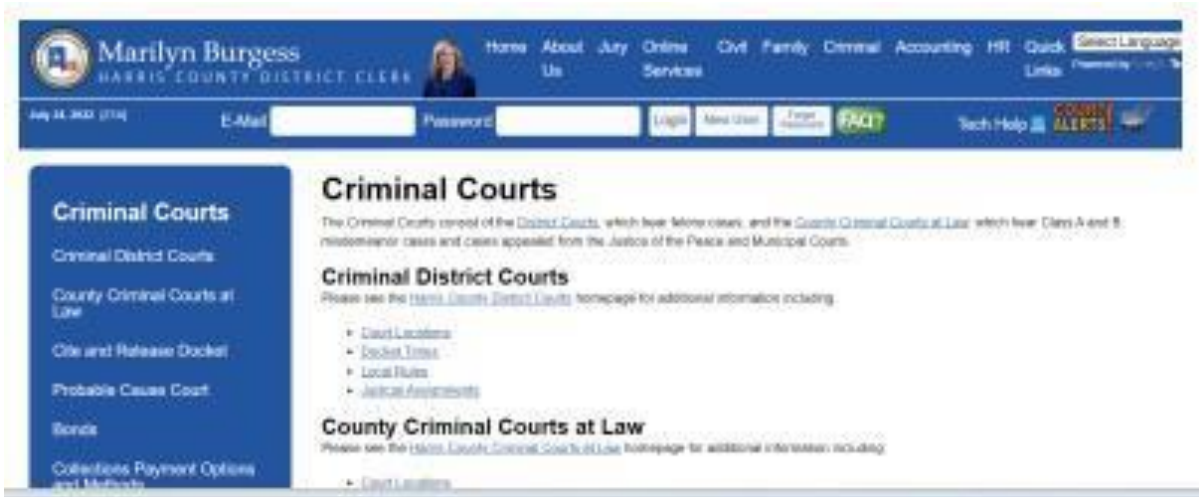 Marilyn Burgess
HARRIS COUNTY DISTRICT CLERK
Home About Us Jury Online Services Civil Family Criminal Accounting HR Quick Links Select Language
Powered by
E-Mail Password Login New User Forgot Password FAQ? Tech Help COUNTY ALERTS!
Criminal Courts
Criminal District Courts
County Criminal Courts at
Law
Cite and Release Docket
Probable Cause Court
Bonds
Collections Payment Options
and Methods
Criminal Courts
The Criminal Courts consist of the District Courts, which hear felony cases, and the County Criminal Courts at Law, which hear Class A and B
misdemeanor cases and cases appealed from the Justice of the Peace and Municipal Courts.
Criminal District Courts
Please see the Harris County District Courts homepage for additional information including:
Court Locations
Docket Times
Local Rules
Judicial Assignments
County Criminal Courts at Law
Please see the Harris County Criminal Courts at Law homepage for additional information including:
Court Locations